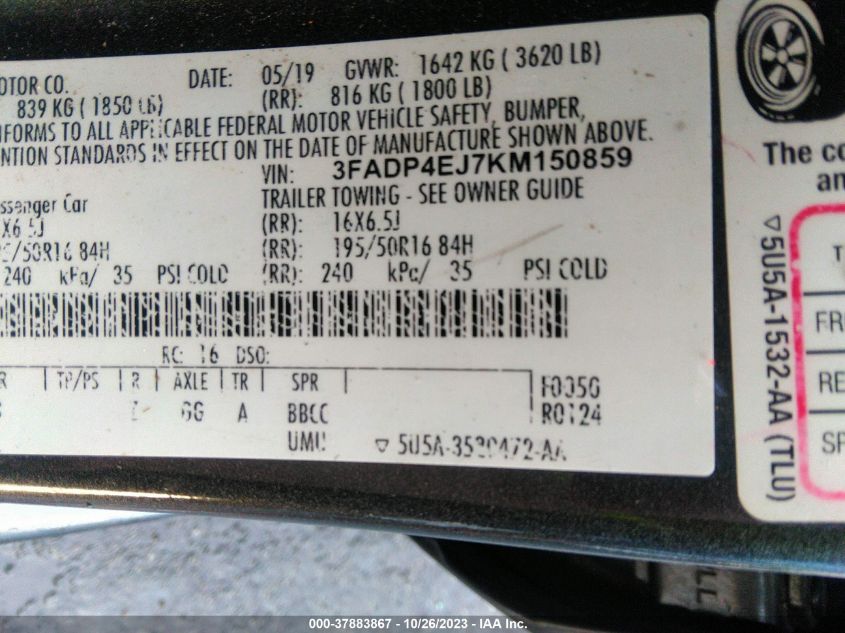 OTOR CO. DATE: 05/19 GVWR: 1642 KG ( 3620 LB)
839 KG ( 1850 LB) (RR): 816 KG ( 1800 LB)
FORMS TO ALL APPLICABLE FEDERAL MOTOR VEHICLE SAFETY, BUMPER,
ENTION STANDARDS IN EFFECT ON THE DATE OF MANUFACTURE SHOWN ABOVE.
VIN: 3FADP4EJ7KM150859
ssenger Car TRAILER TOWING - SEE OWNER GUIDE
X6.5J (RR): 16X6.5J
95/50R16 84H (RR): 195/50R16 84H
240 kPa/ 35 PSI COLD (RR): 240 kPa/ 35 PSI COLD
RC: 16 DSO:
R TP/PS R AXLE TR SPR F0050
GG A BBCC R0124
UMU
The co
an
5U5A-1532-AA (TLU)
T
FR
RE
SP
000-37883867 - 10/26/2023 - IAA Inc.